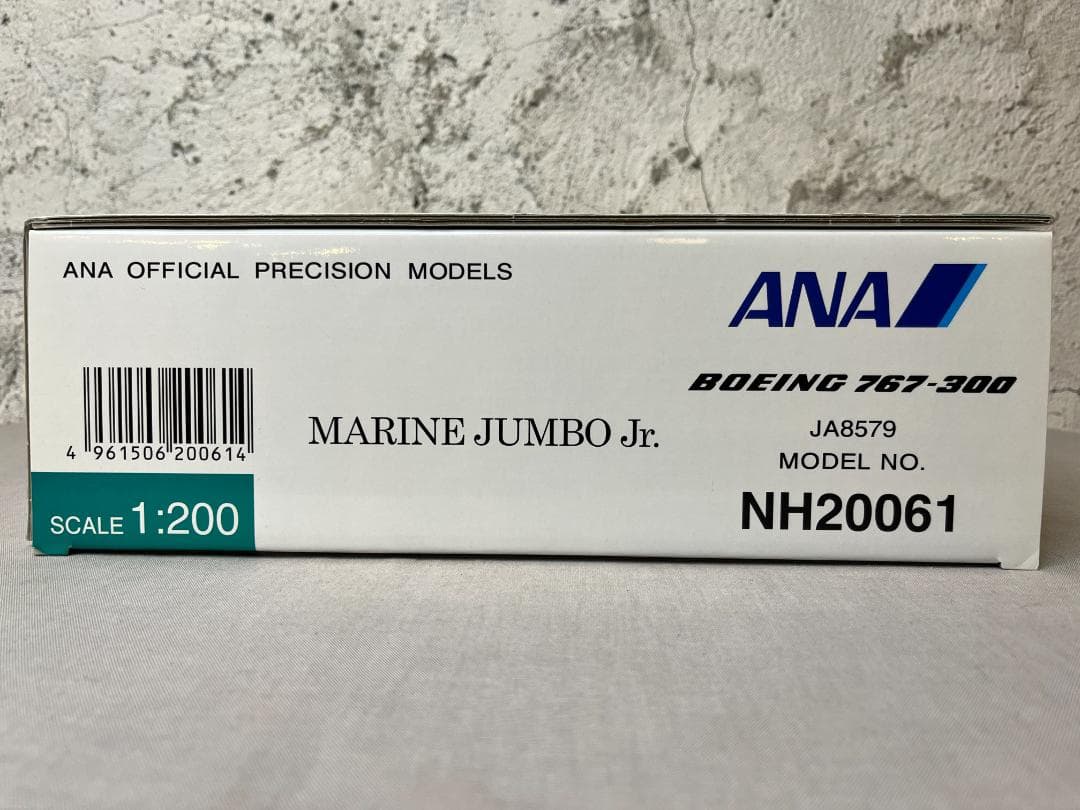 ANA OFFICIAL PRECISION MODELS
ANA
BOEING 767-300
MARINE JUMBO Jr.
JA8579
MODEL NO.
NH20061
4 961506 200614
SCALE 1:200